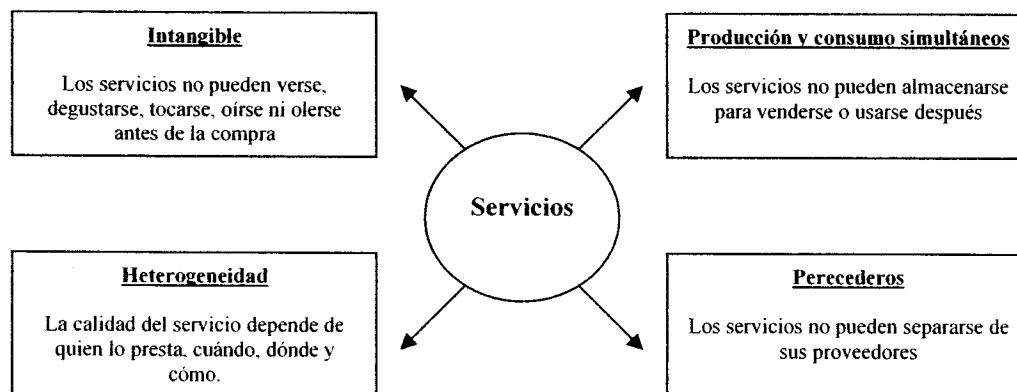 Intangible
Los servicios no pueden verse,
degustarse, tocarse, oírse ni olerse
antes de la compra
Producción y consumo simultáneos
Los servicios no pueden almacenarse
para venderse o usarse después
Servicios
Heterogeneidad
La calidad del servicio depende de
quien lo presta, cuándo, dónde y
cómo.
Perecederos
Los servicios no pueden separarse de
sus proveedores